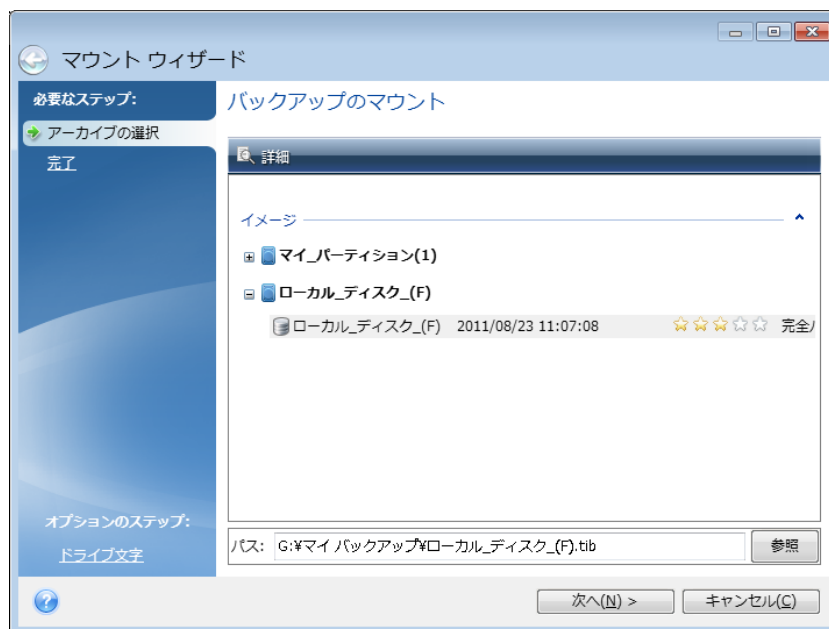 マウント ウィザード
必要なステップ:
アーカイブの選択
完了
オプションのステップ:
ドライブ文字
バックアップのマウント
詳細
イメージ
マイ_パーティション(1)
ローカル_ディスク_(F)
ローカル_ディスク_(F) 2011/08/23 11:07:08 完全
パス: G:¥マイ バックアップ¥ローカル_ディスク_(F).tib 参照
次へ(N) > キャンセル(C)